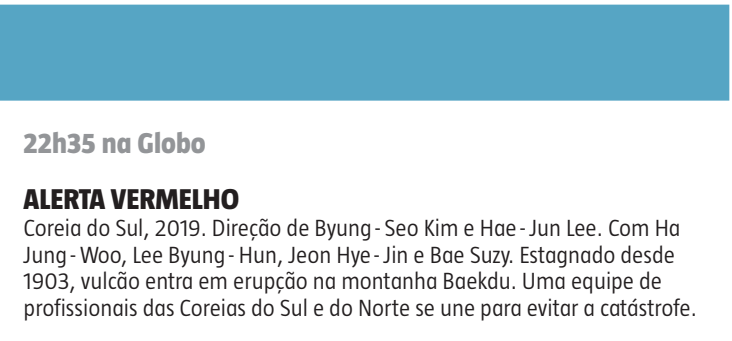 22h35 na Globo
ALERTA VERMELHO
Coreia do Sul, 2019. Direção de Byung-Seo Kim e Hae-Jun Lee. Com Ha
Jung-Woo, Lee Byung-Hun, Jeon Hye-Jin e Bae Suzy. Estagnado desde
1903, vulcão entra em erupção na montanha Baekdu. Uma equipe de
profissionais das Coreias do Sul e do Norte se une para evitar a catástrofe.